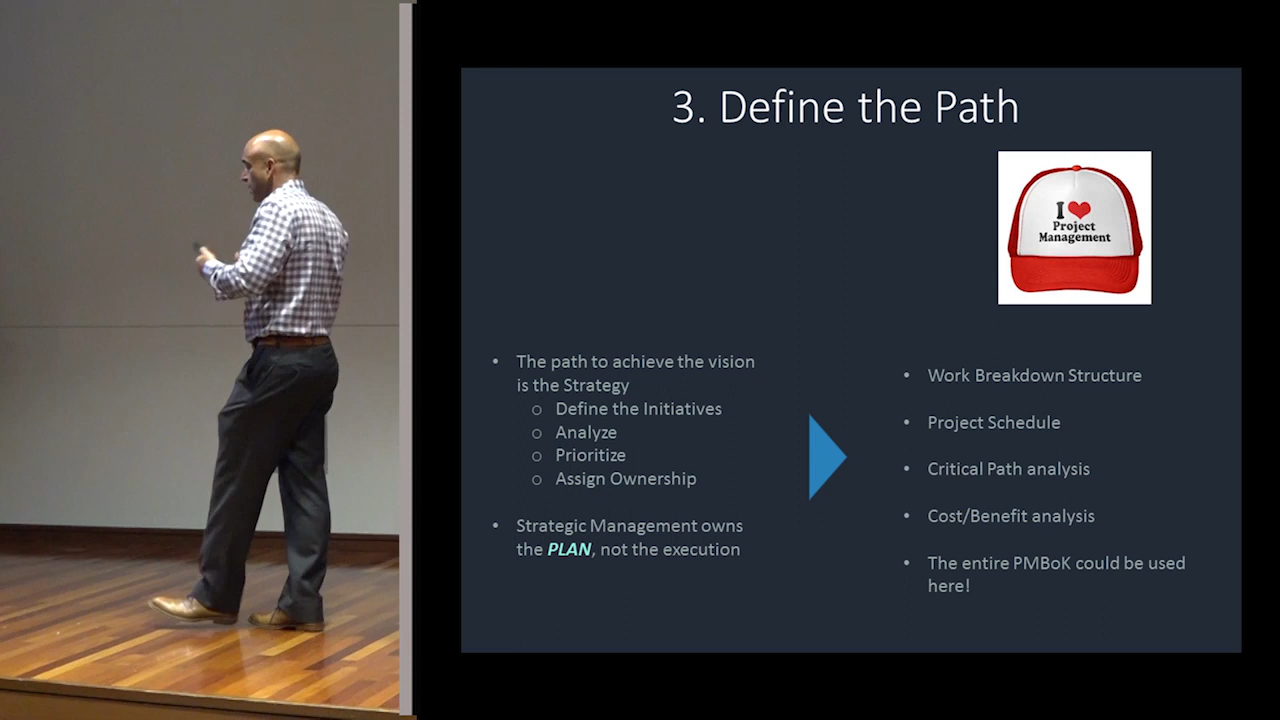 3. Define the Path
I ❤
Project
Management
• The path to achieve the vision
is the Strategy
o Define the Initiatives
o Analyze
o Prioritize
o Assign Ownership
• Strategic Management owns
the PLAN, not the execution
• Work Breakdown Structure
• Project Schedule
• Critical Path analysis
• Cost/Benefit analysis
• The entire PMBoK could be used
here!